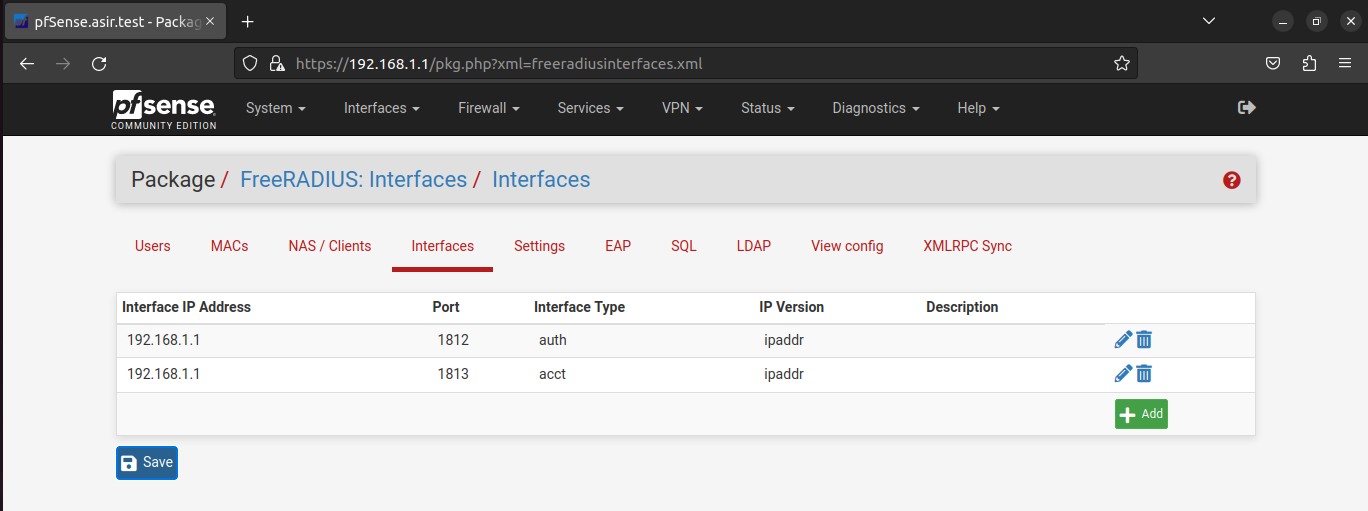 pfSense.asir.test - Packag
https://192.168.1.1/pkg.php?xml=freeradiusinterfaces.xml
pfsense
COMMUNITY EDITION
System Interfaces Firewall Services VPN Status Diagnostics Help
Package / FreeRADIUS: Interfaces / Interfaces
Users MACs NAS / Clients Interfaces Settings EAP SQL LDAP View config XMLRPC Sync
Interface IP Address Port Interface Type IP Version Description
192.168.1.1 1812 auth ipaddr
192.168.1.1 1813 acct ipaddr
Add
Save